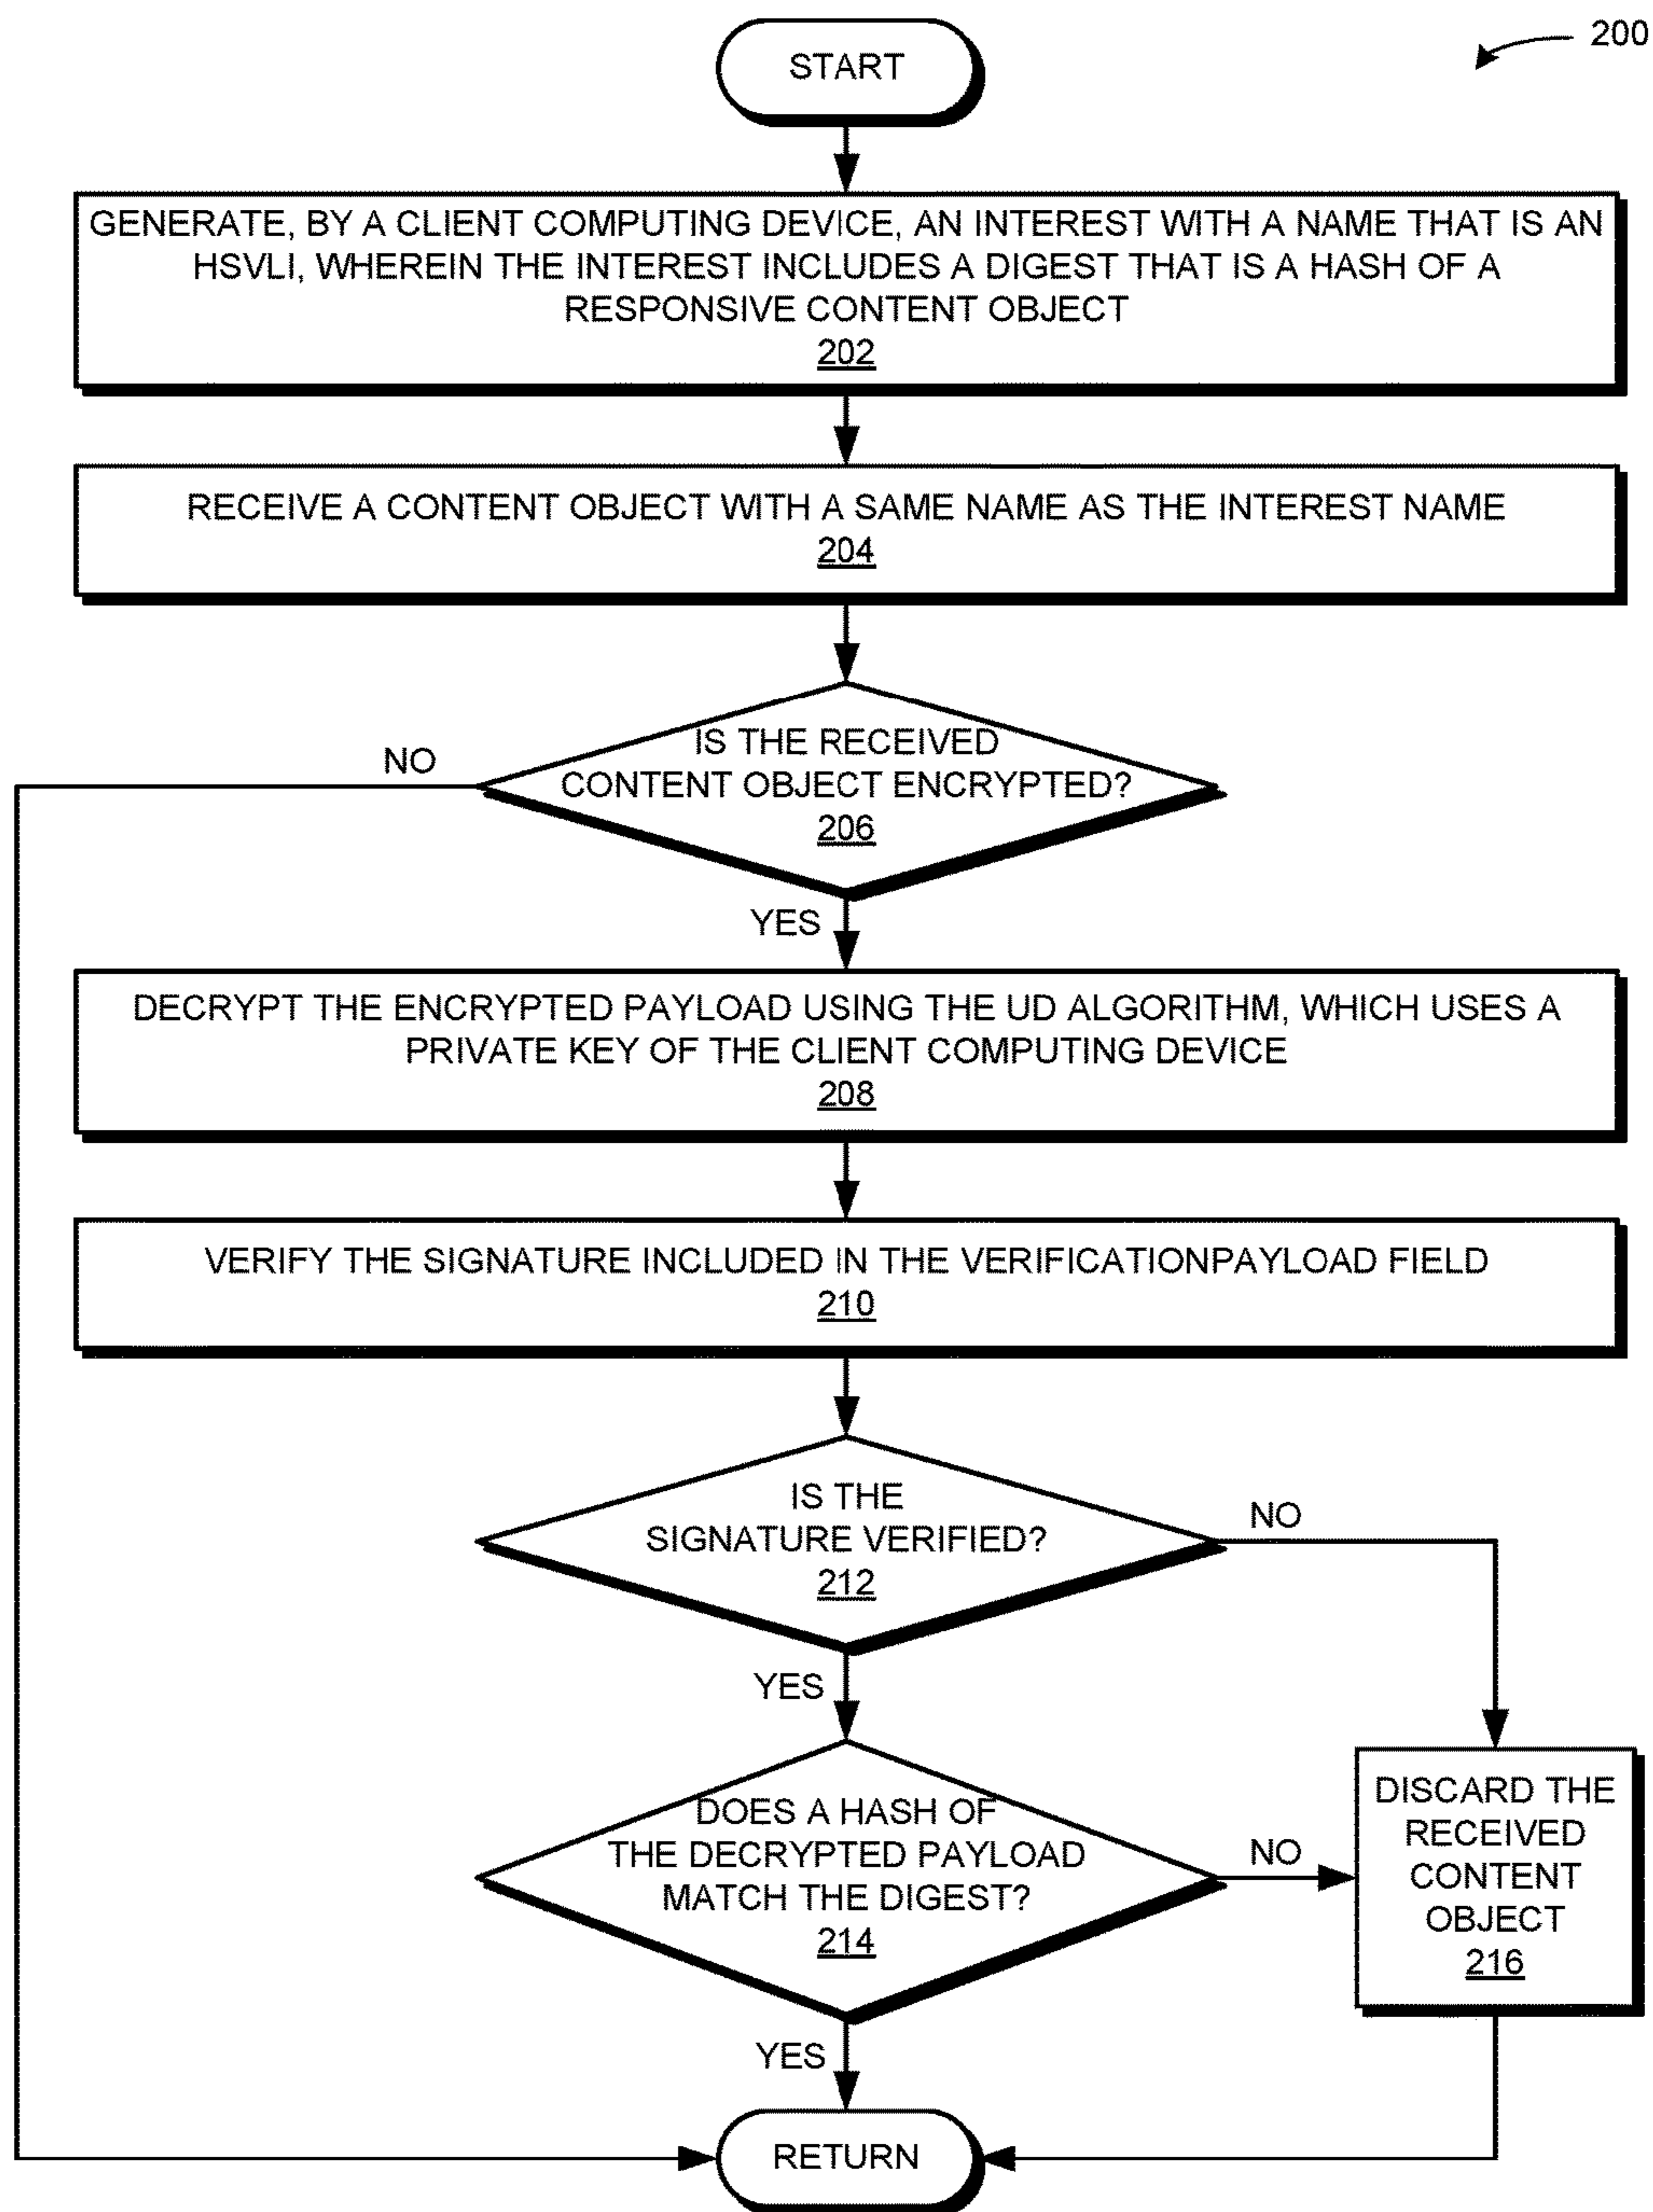 START
200
GENERATE, BY A CLIENT COMPUTING DEVICE, AN INTEREST WITH A NAME THAT IS AN
HSVLI, WHEREIN THE INTEREST INCLUDES A DIGEST THAT IS A HASH OF A
RESPONSIVE CONTENT OBJECT
202
RECEIVE A CONTENT OBJECT WITH A SAME NAME AS THE INTEREST NAME
204
NO
IS THE RECEIVED
CONTENT OBJECT ENCRYPTED?
206
YES
DECRYPT THE ENCRYPTED PAYLOAD USING THE UD ALGORITHM, WHICH USES A
PRIVATE KEY OF THE CLIENT COMPUTING DEVICE
208
VERIFY THE SIGNATURE INCLUDED IN THE VERIFICATIONPAYLOAD FIELD
210
IS THE
SIGNATURE VERIFIED?
212
NO
YES
DOES A HASH OF
THE DECRYPTED PAYLOAD
MATCH THE DIGEST?
214
NO
DISCARD THE
RECEIVED
CONTENT
OBJECT
216
YES
RETURN